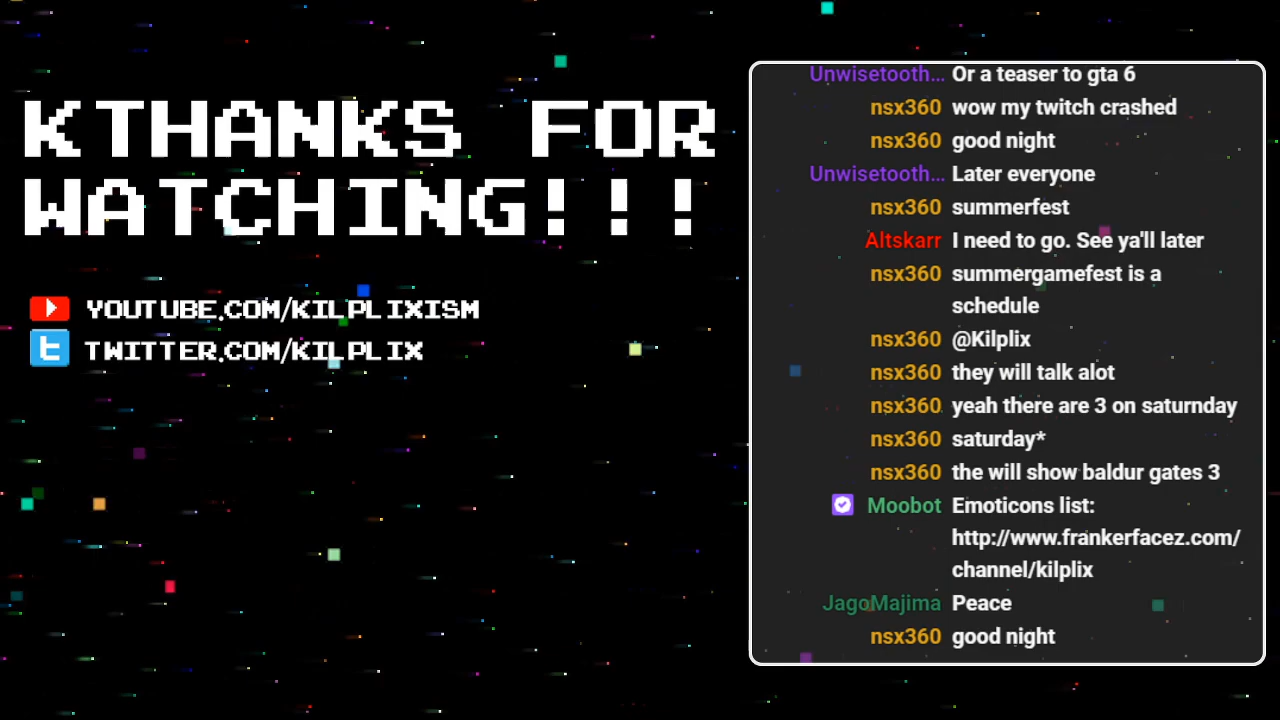 KTHANKS FOR
WATCHING!!!
YOUTUBE.COM/KILPLIXISM
TWITTER.COM/KILPLIX
Unwisetooth... Or a teaser to gta 6
nsx360 wow my twitch crashed
nsx360 good night
Unwisetooth... Later everyone
nsx360 summerfest
Altskarr I need to go. See ya'll later
nsx360 summergamefest is a
schedule
nsx360 @Kilplix
nsx360 they will talk alot
nsx360 yeah there are 3 on saturnday
nsx360 saturday*
nsx360 the will show baldur gates 3
Moobot Emoticons list:
http://www.frankerfacez.com/
channel/kilplix
JagoMajima Peace
nsx360 good night